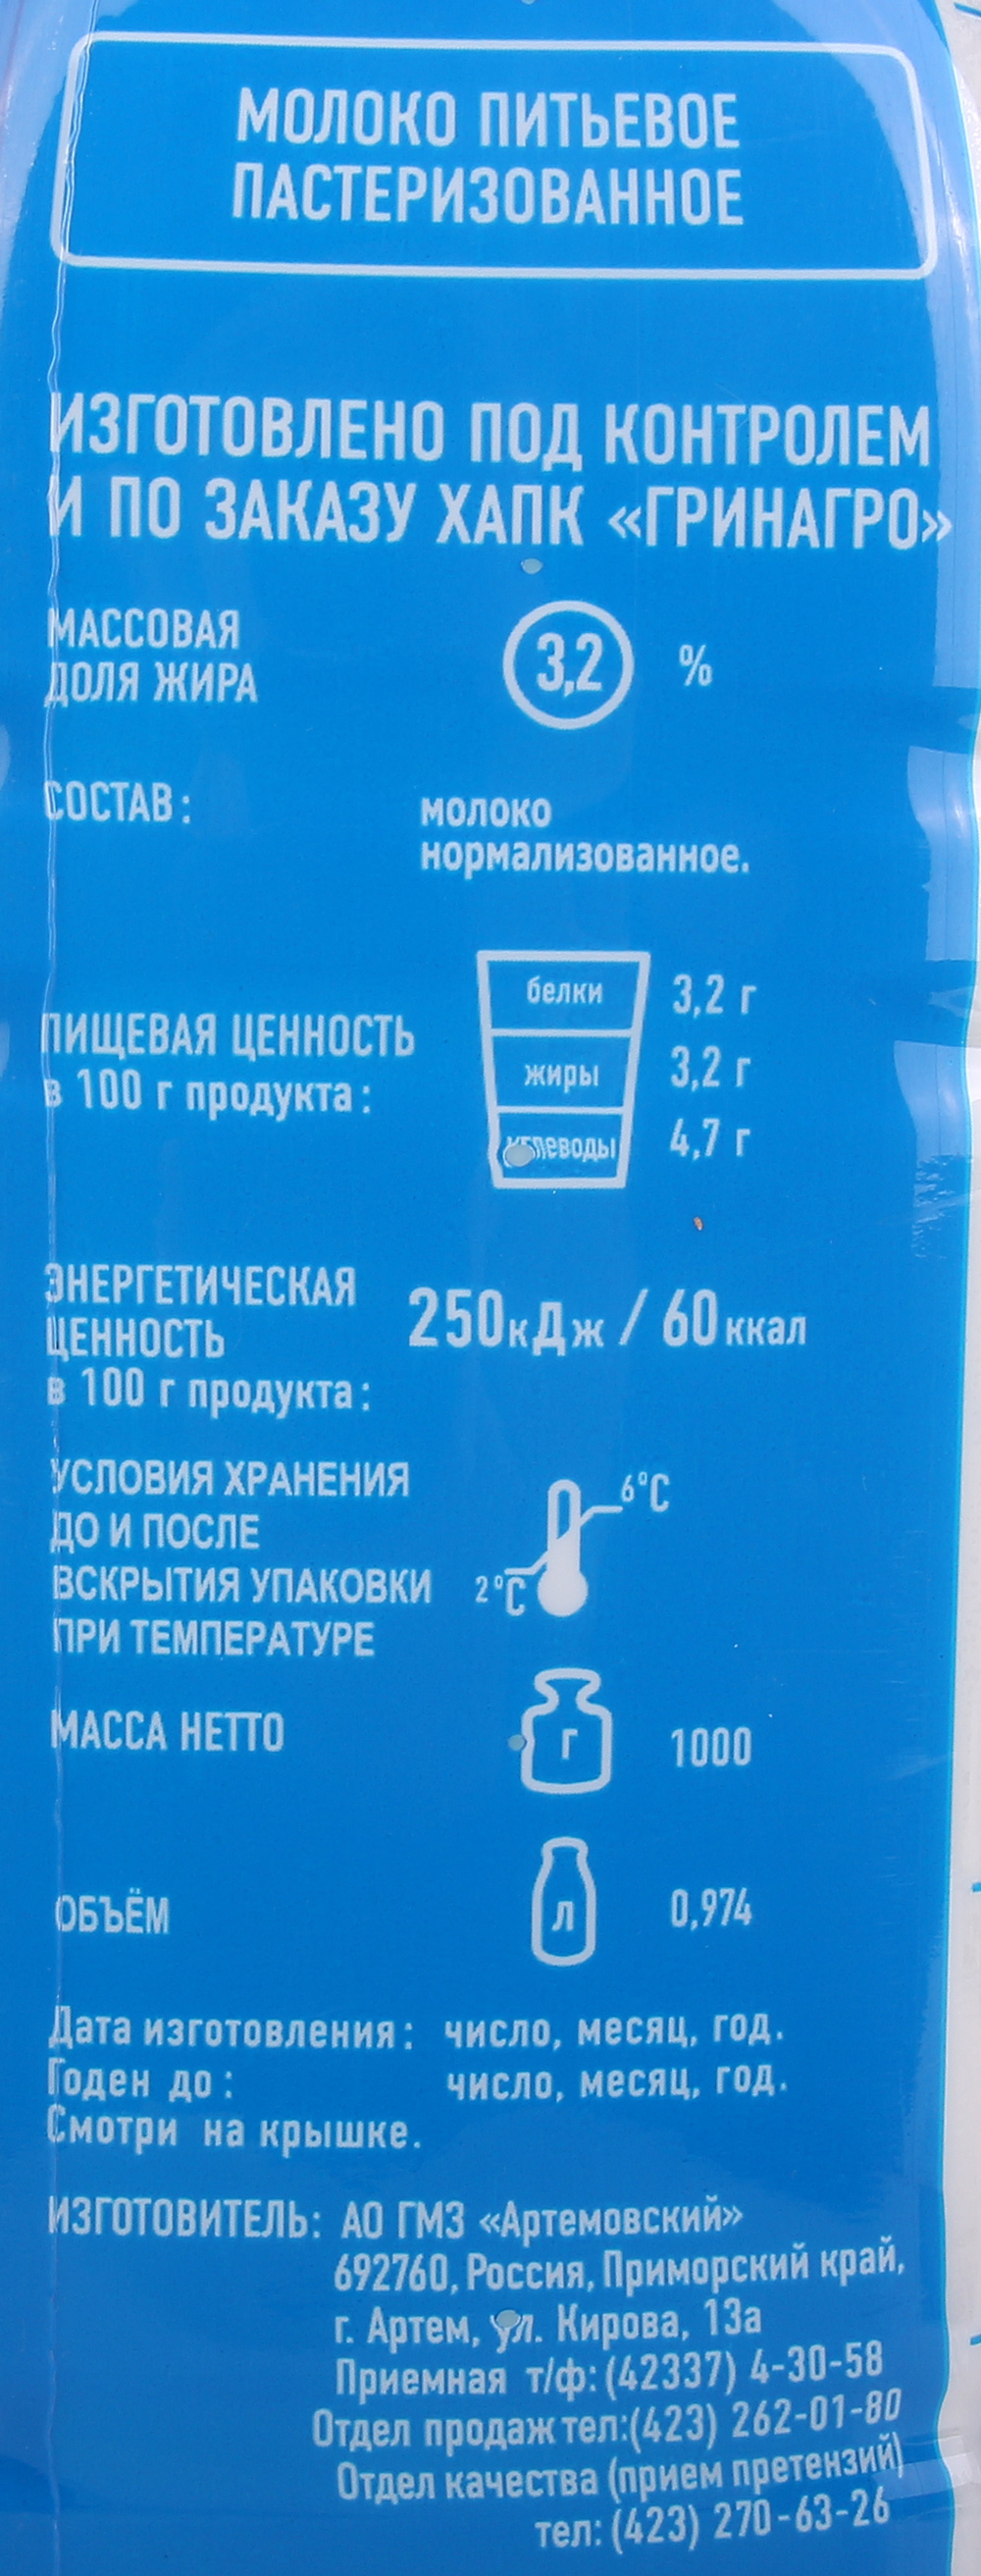 МОЛОКО ПИТЬЕВОЕ
ПАСТЕРИЗОВАННОЕ
ИЗГОТОВЛЕНО ПОД КОНТРОЛЕМ
И ПО ЗАКАЗУ ХАПК «ГРИНАГРО»
МАССОВАЯ
ДОЛЯ ЖИРА
3,2 %
СОСТАВ:
молоко
нормализованное.
ПИЩЕВАЯ ЦЕННОСТЬ
в 100 г продукта:
белки 3,2 г
жиры 3,2 г
углеводы 4,7 г
ЭНЕРГЕТИЧЕСКАЯ
ЦЕННОСТЬ
в 100 г продукта:
250кДж / 60ккал
УСЛОВИЯ ХРАНЕНИЯ
ДО И ПОСЛЕ
ВСКРЫТИЯ УПАКОВКИ
ПРИ ТЕМПЕРАТУРЕ
6°C
2°C
МАССА НЕТТО г 1000
ОБЪЁМ л 0,974
Дата изготовления: число, месяц, год.
Годен до: число, месяц, год.
Смотри на крышке.
ИЗГОТОВИТЕЛЬ: АО ГМЗ «Артемовский»
692760, Россия, Приморский край,
г. Артем, ул. Кирова, 13а
Приемная т/ф: (42337) 4-30-58
Отдел продаж тел:(423) 262-01-80
Отдел качества (прием претензий)
тел: (423) 270-63-26